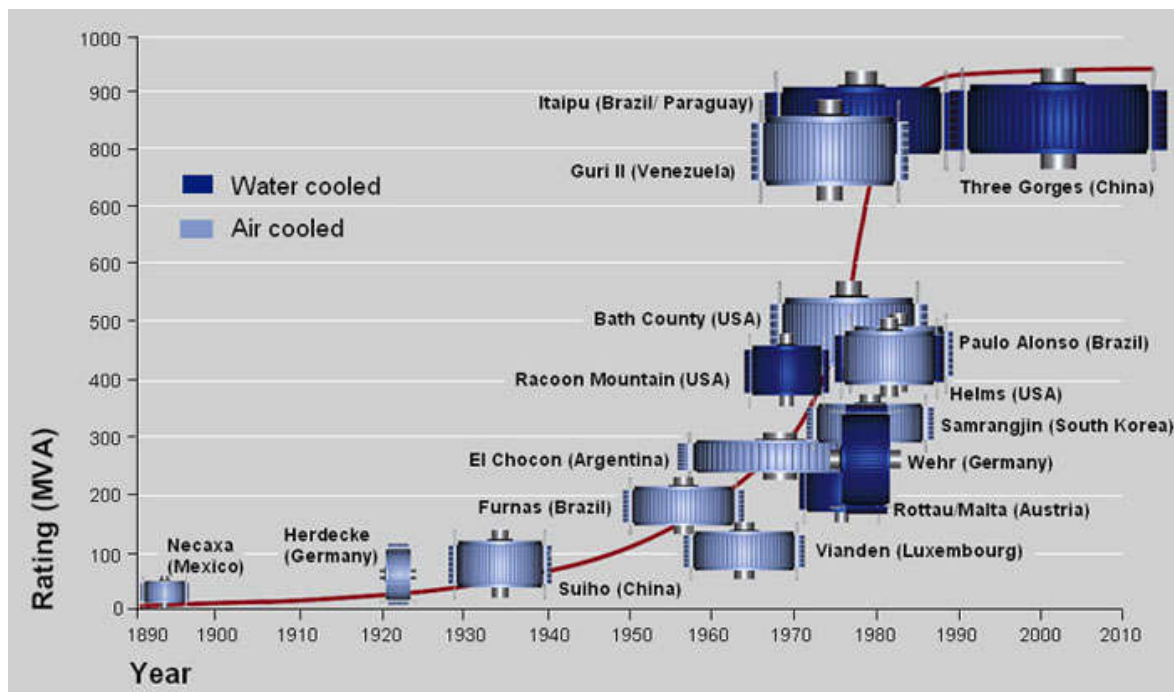 1000
900
800
600
600
500
400
300
200
100
0
Rating (MVA)
Water cooled
Air cooled
Itaipu (Brazil/ Paraguay)
Guri II (Venezuela)
Three Gorges (China)
Bath County (USA)
Paulo Alonso (Brazil)
Racoon Mountain (USA)
Helms (USA)
Samrangjin (South Korea)
El Chocon (Argentina)
Wehr (Germany)
Furnas (Brazil)
Rottau/Malta (Austria)
Necaxa
(Mexico)
Herdecke
(Germany)
Vianden (Luxembourg)
Suiho (China)
1890 1900 1910 1920 1930 1940 1950 1960 1970 1980 1990 2000 2010
Year